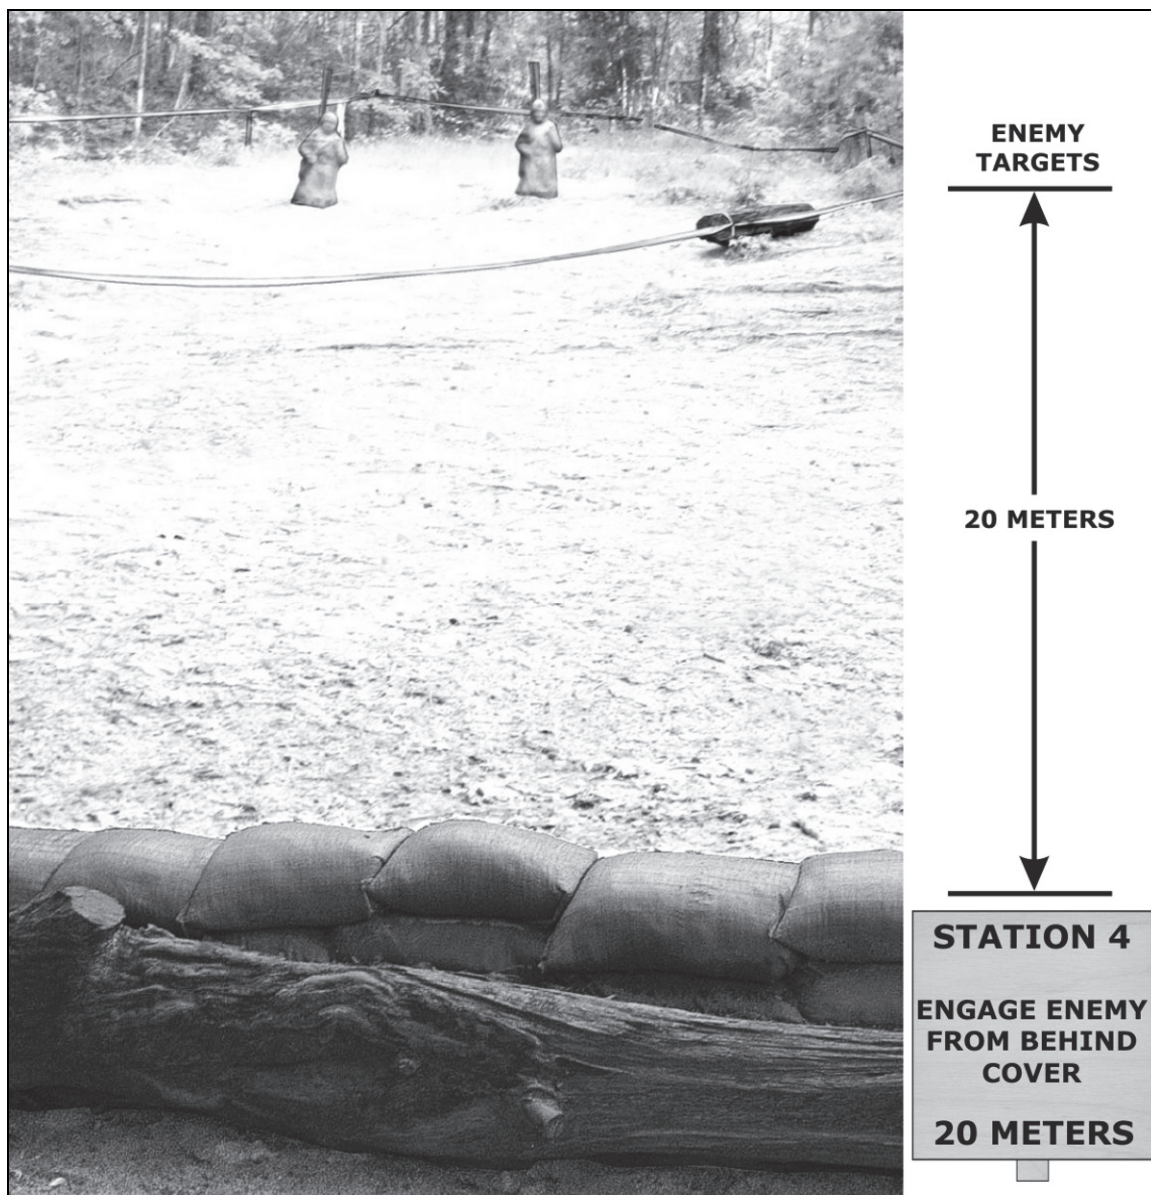 ENEMY
TARGETS
20 METERS
STATION 4
ENGAGE ENEMY
FROM BEHIND
COVER
20 METERS